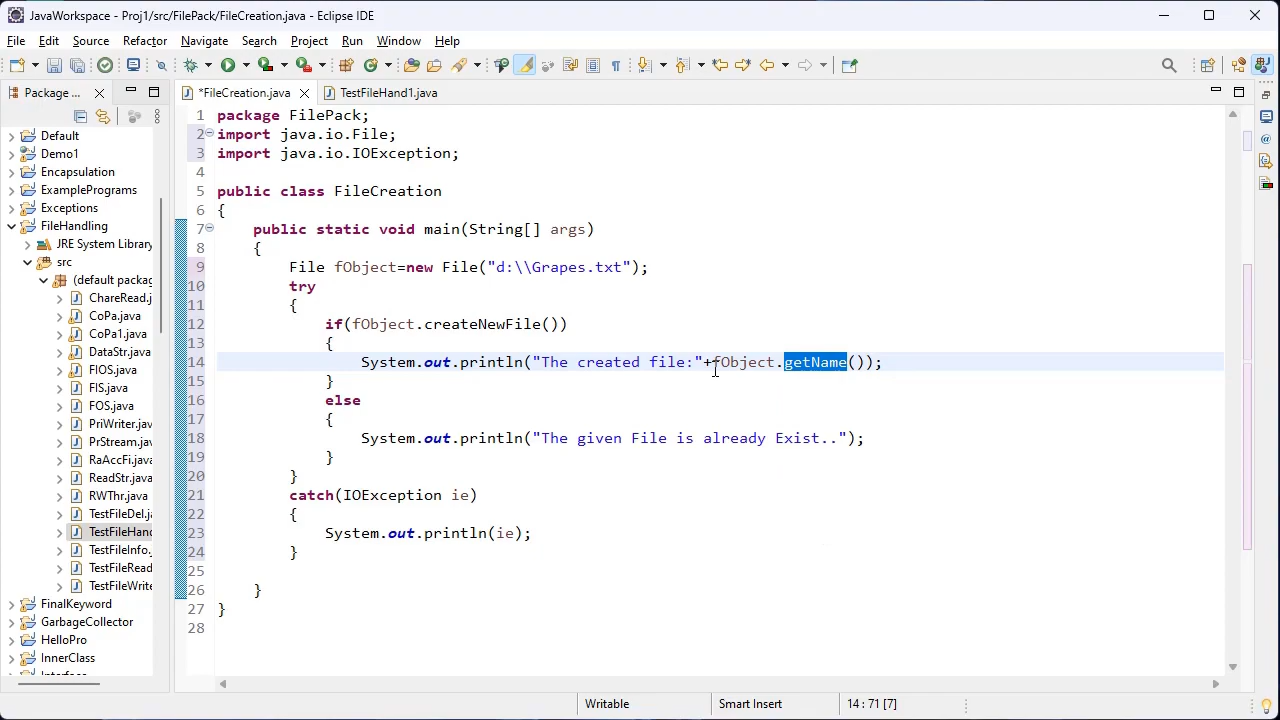 JavaWorkspace - Proj1/src/FilePack/FileCreation.java - Eclipse IDE
File Edit Source Refactor Navigate Search Project Run Window Help
Package ...
*FileCreation.java
TestFileHand1.java
Default
Demo1
Encapsulation
ExamplePrograms
Exceptions
FileHandling
JRE System Library
src
(default packag
ChareRead.j
CoPa.java
CoPa1.java
DataStr.java
fFOS.java
FIS.java
FOS.java
PriWriter.java
PrStream.java
RaAccFi.java
ReadStr.java
RWThr.java
TestFileDel.j
TestFileHand
TestFileInfo.
TestFileRead
TestFileWrite
FinalKeyword
GarbageCollector
HelloPro
InnerClass
1 package FilePack;
2 import java.io.File;
3 import java.io.IOException;
4
5 public class FileCreation
6 {
7 public static void main(String[] args)
8 {
9 File fObject=new File("d:\\Grapes.txt");
10 try
11 {
12 if(fObject.createNewFile())
13 {
14 System.out.println("The created file:"+fObject.getName());
15 }
16 else
17 {
18 System.out.println("The given File is already Exist..");
19 }
20 }
21 catch(IOException ie)
22 {
23 System.out.println(ie);
24 }
25
26 }
27 }
28
Writable
Smart Insert
14 : 71 [7]